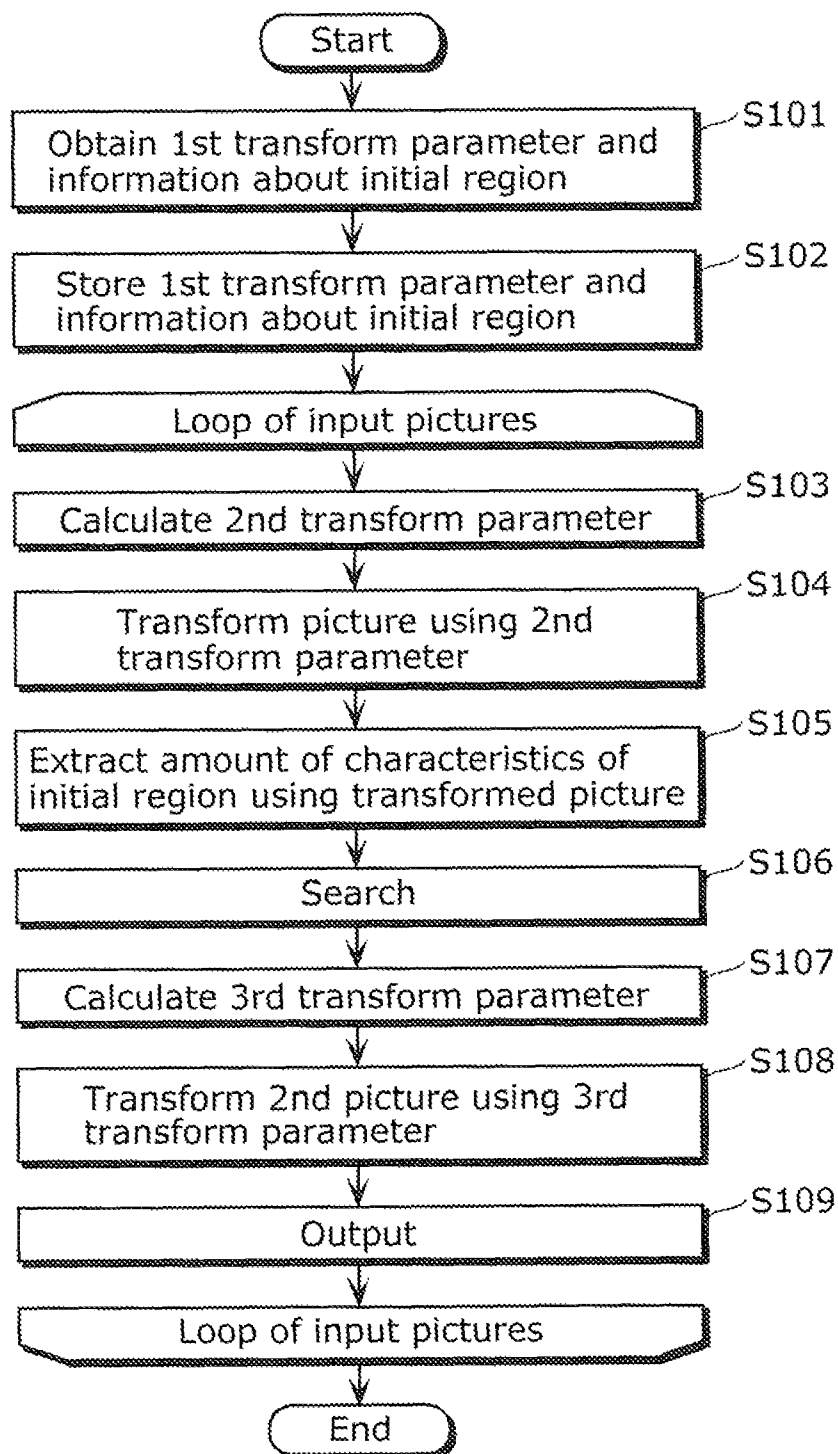 Start
S101
Obtain 1st transform parameter and
information about initial region
S102
Store 1st transform parameter and
information about initial region
Loop of input pictures
S103
Calculate 2nd transform parameter
S104
Transform picture using 2nd
transform parameter
S105
Extract amount of characteristics of
initial region using transformed picture
S106
Search
S107
Calculate 3rd transform parameter
S108
Transform 2nd picture using 3rd
transform parameter
S109
Output
Loop of input pictures
End